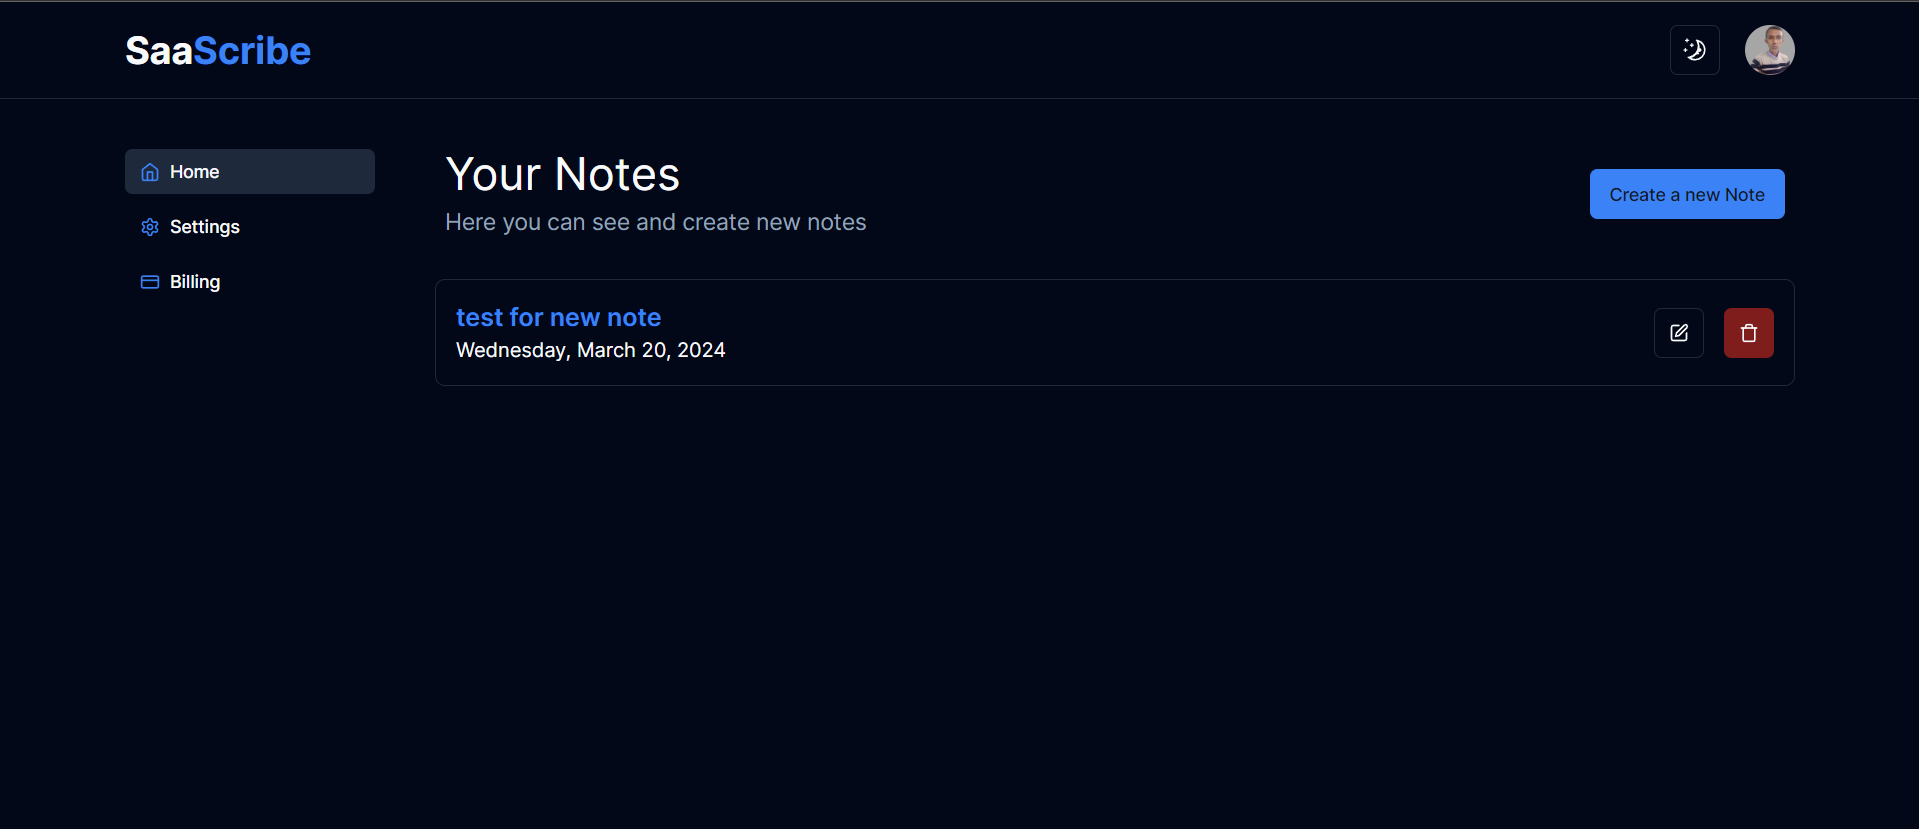 SaaScribe
Home
Settings
Billing
Your Notes
Here you can see and create new notes
Create a new Note
test for new note
Wednesday, March 20, 2024